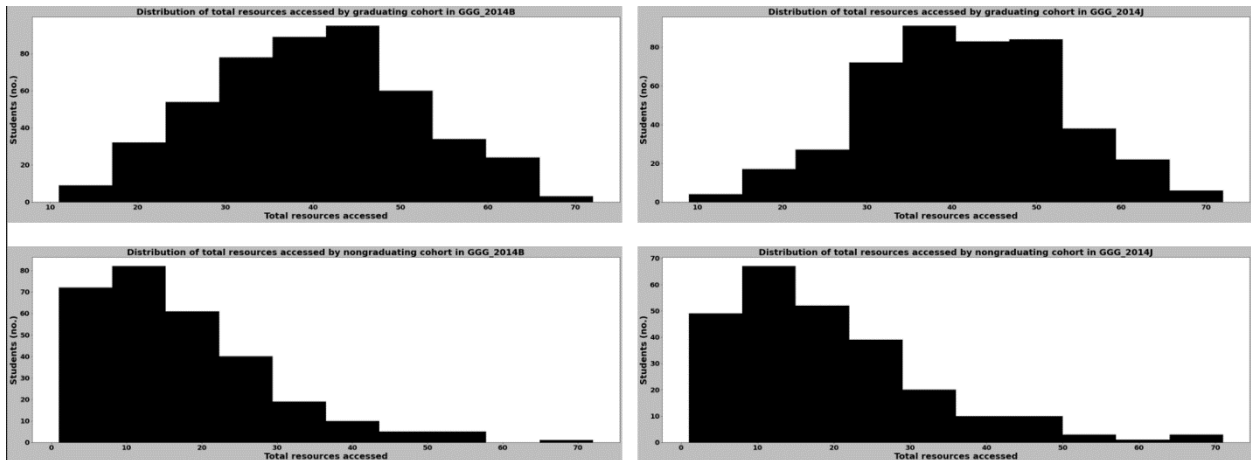 Distribution of total resources accessed by graduating cohort in GGG_2014B
Students (no.)
80
60
40
20
0
10 20 30 40 50 60 70
Total resources accessed
Distribution of total resources accessed by graduating cohort in GGG_2014J
Students (no.)
80
60
40
20
0
10 20 30 40 50 60 70
Total resources accessed
Distribution of total resources accessed by nongraduating cohort in GGG_2014B
Students (no.)
80
70
60
50
40
30
20
10
0
0 10 20 30 40 50 60 70
Total resources accessed
Distribution of total resources accessed by nongraduating cohort in GGG_2014J
Students (no.)
70
60
50
40
30
20
10
0
0 10 20 30 40 50 60 70
Total resources accessed